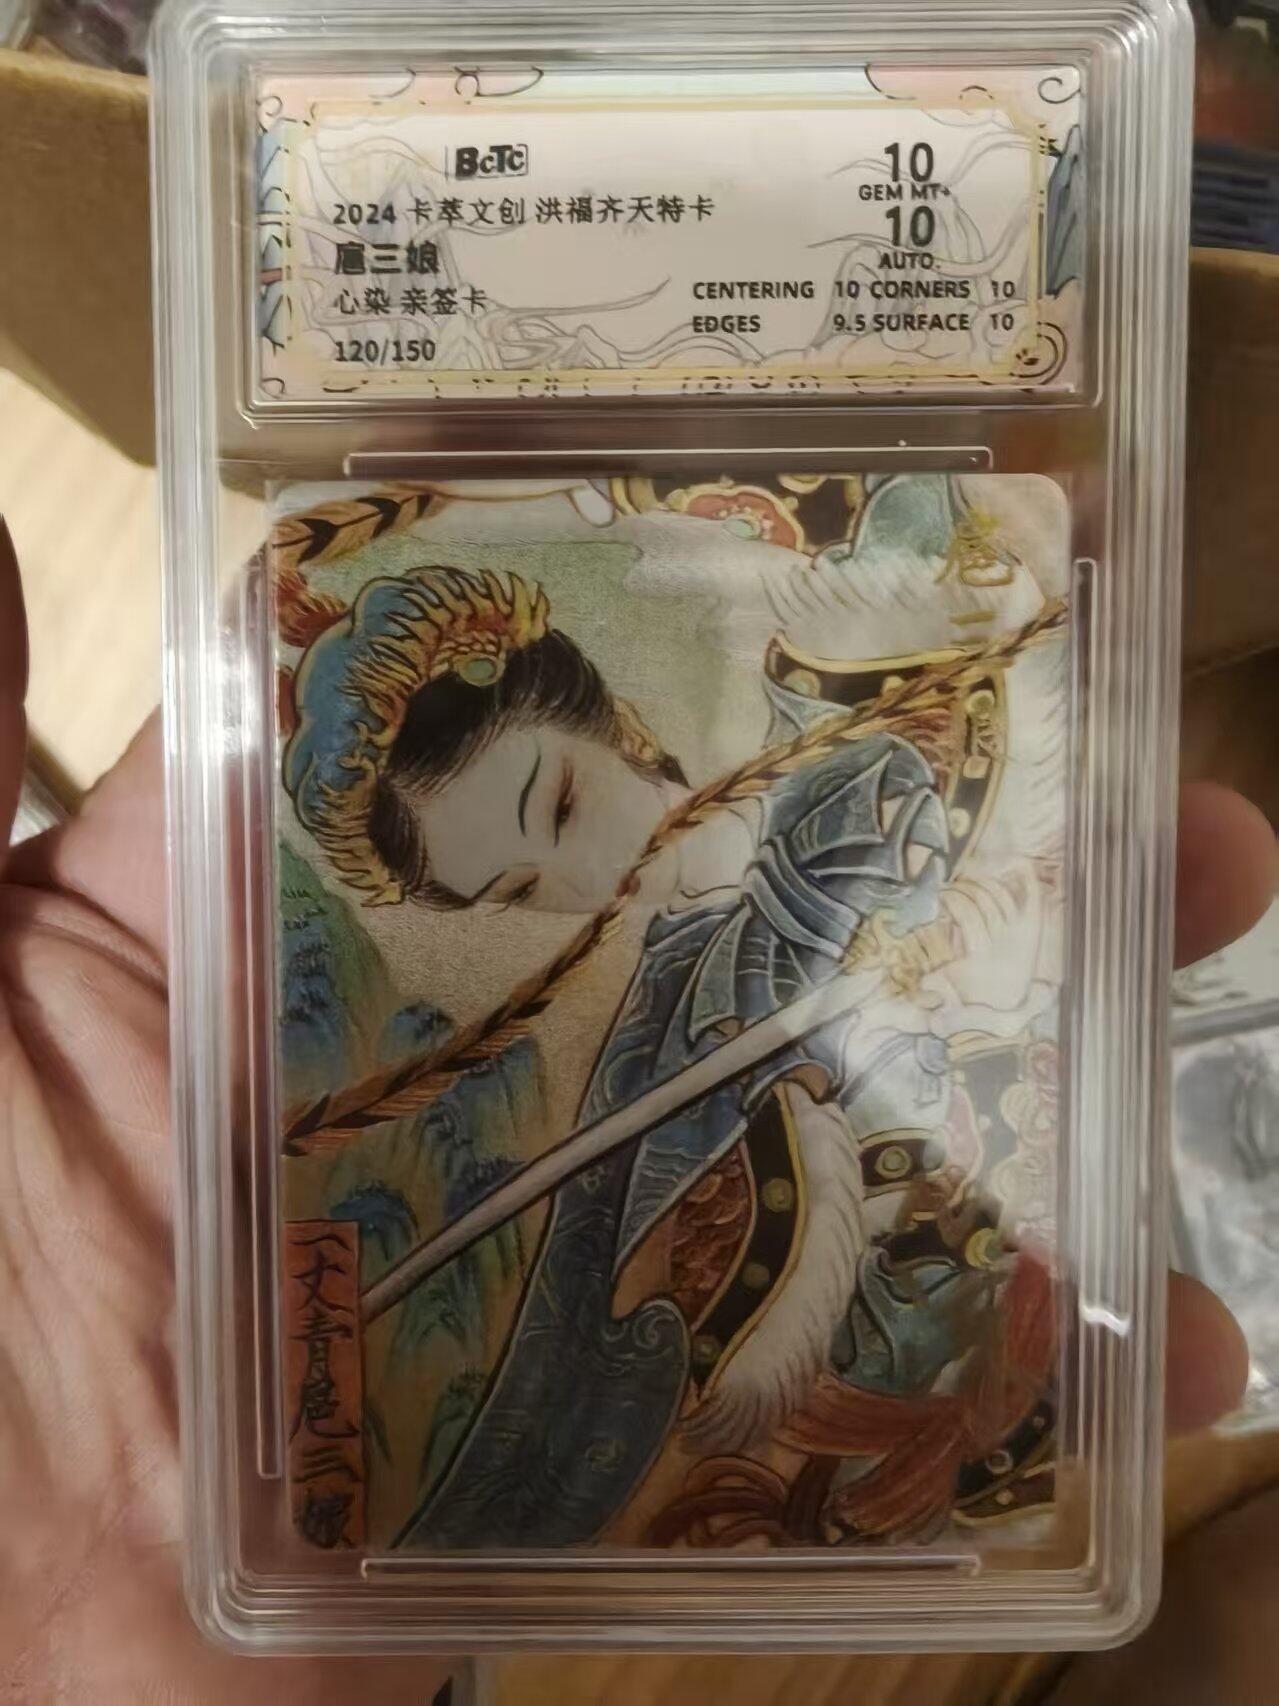 BCTC
2024 卡萃文创 洪福齐天特卡
扈三娘
心染 亲签卡
120/150
10
GEM MT+
10
AUTO.
CENTERING 10 CORNERS 10
EDGES 9.5 SURFACE 10
扈三
一丈青扈三娘